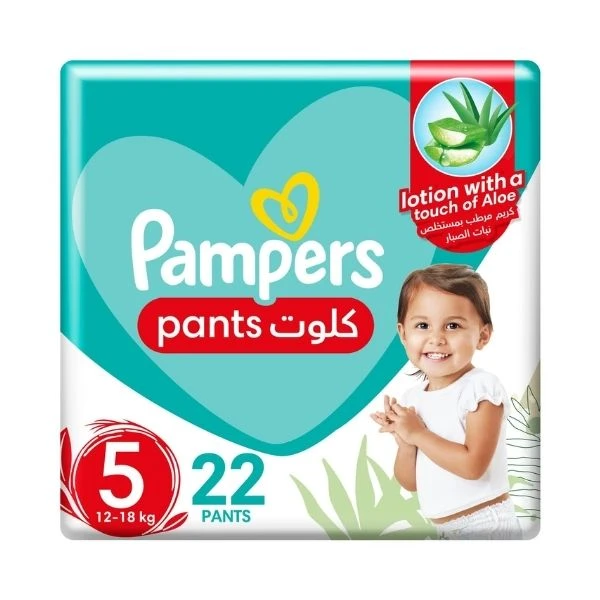 lotion with a
touch of Aloe
كريم مرطب بمستخلص
نبات الصبار
Pampers
pants كلوت
5
12-18 kg
22
PANTS